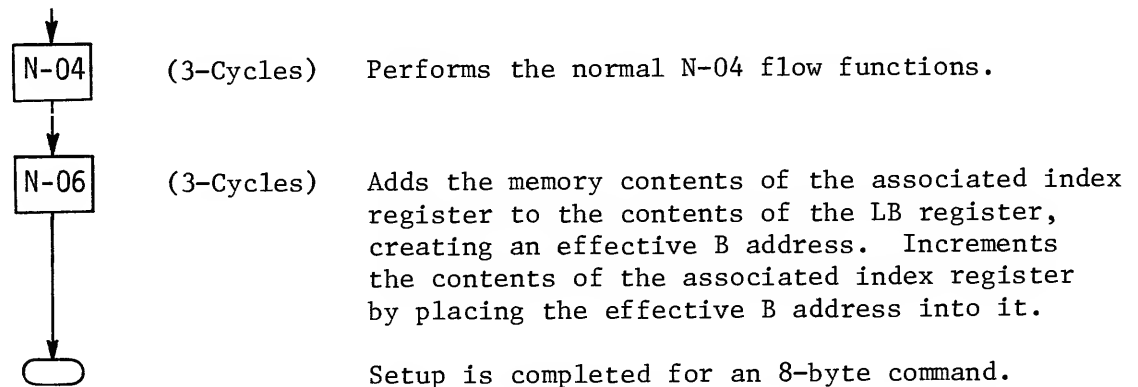 N-04 (3-Cycles) Performs the normal N-04 flow functions.
N-06 (3-Cycles) Adds the memory contents of the associated index
register to the contents of the LB register,
creating an effective B address. Increments
the contents of the associated index register
by placing the effective B address into it.
Setup is completed for an 8-byte command.